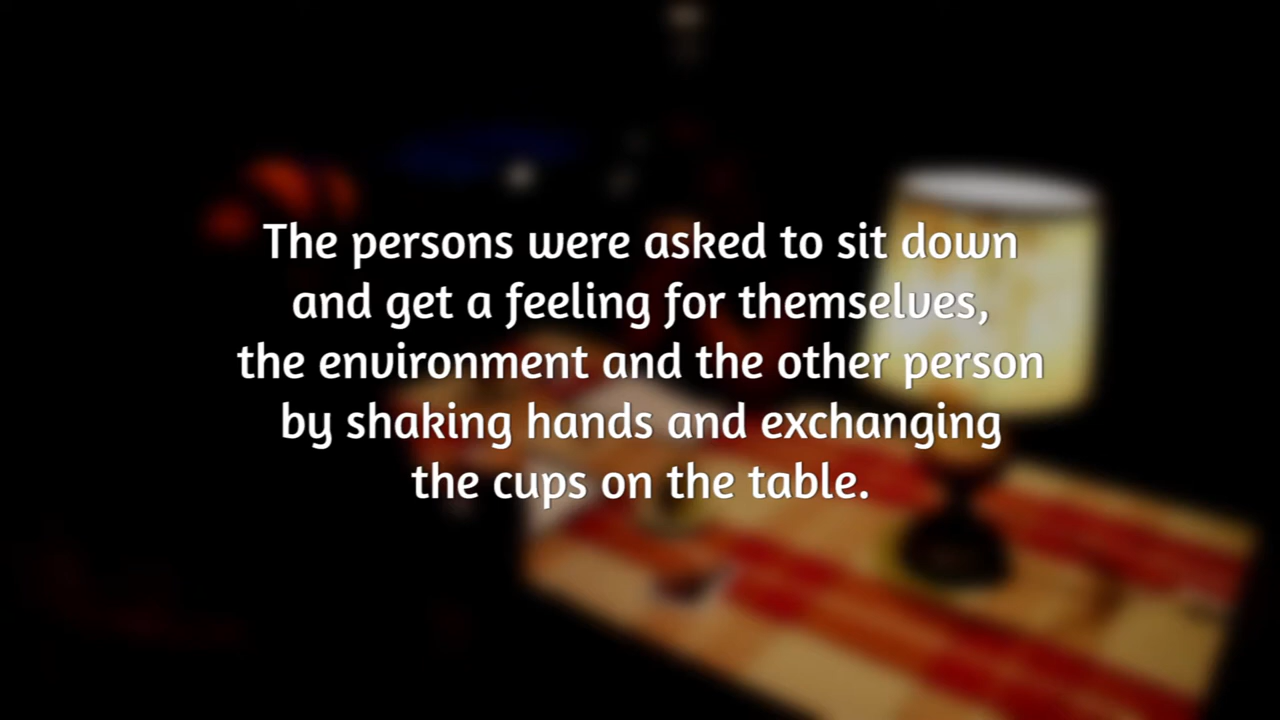 The persons were asked to sit down
and get a feeling for themselves,
the environment and the other person
by shaking hands and exchanging
the cups on the table.